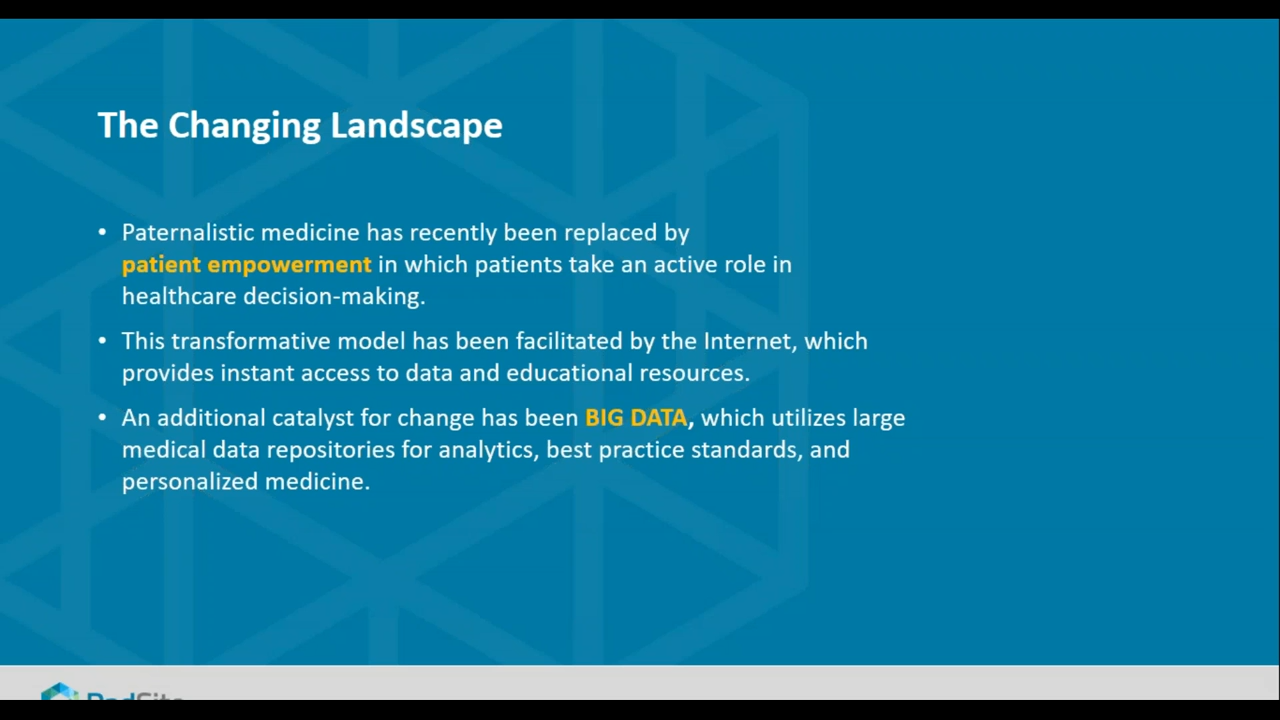 The Changing Landscape
• Paternalistic medicine has recently been replaced by
patient empowerment in which patients take an active role in
healthcare decision-making.
• This transformative model has been facilitated by the Internet, which
provides instant access to data and educational resources.
• An additional catalyst for change has been BIG DATA, which utilizes large
medical data repositories for analytics, best practice standards, and
personalized medicine.